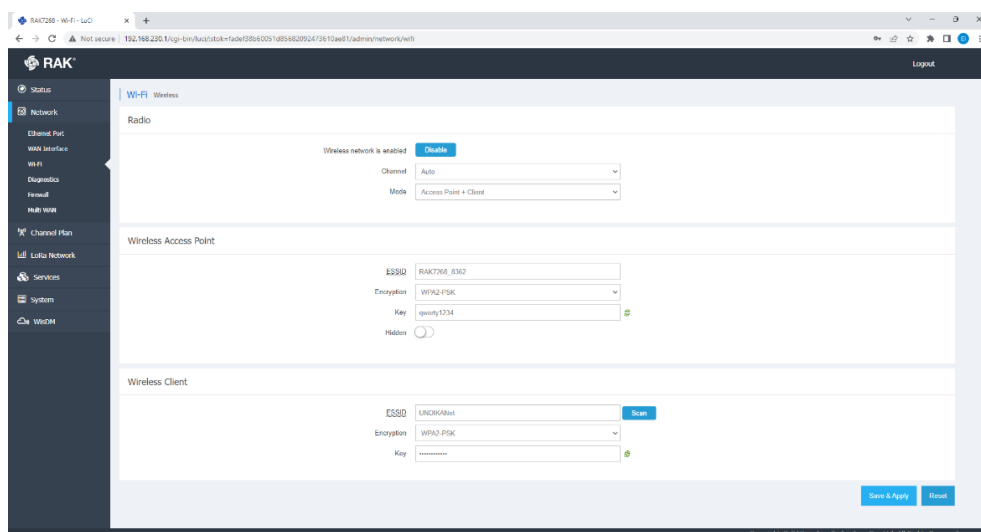 RAK7268 - Wi-Fi - LuCI
Not secure 192.168.230.1/cgi-bin/luci/;stok=fadef38b60051d85682092473610ae81/admin/network/wifi
RAK
Logout
Status
Network
Ethernet Port
WAN Interface
Wi-Fi
Diagnostics
Firewall
Multi WAN
Channel Plan
LoRa Network
Services
System
WisDM
Wi-Fi Wireless
Radio
Wireless network is enabled Disable
Channel Auto
Mode Access Point + Client
Wireless Access Point
ESSID RAK7268_8362
Encryption WPA2-PSK
Key qwerty1234
Hidden
Wireless Client
ESSID UNDIKANet Scan
Encryption WPA2-PSK
Key ••••••••••••
Save & Apply Reset